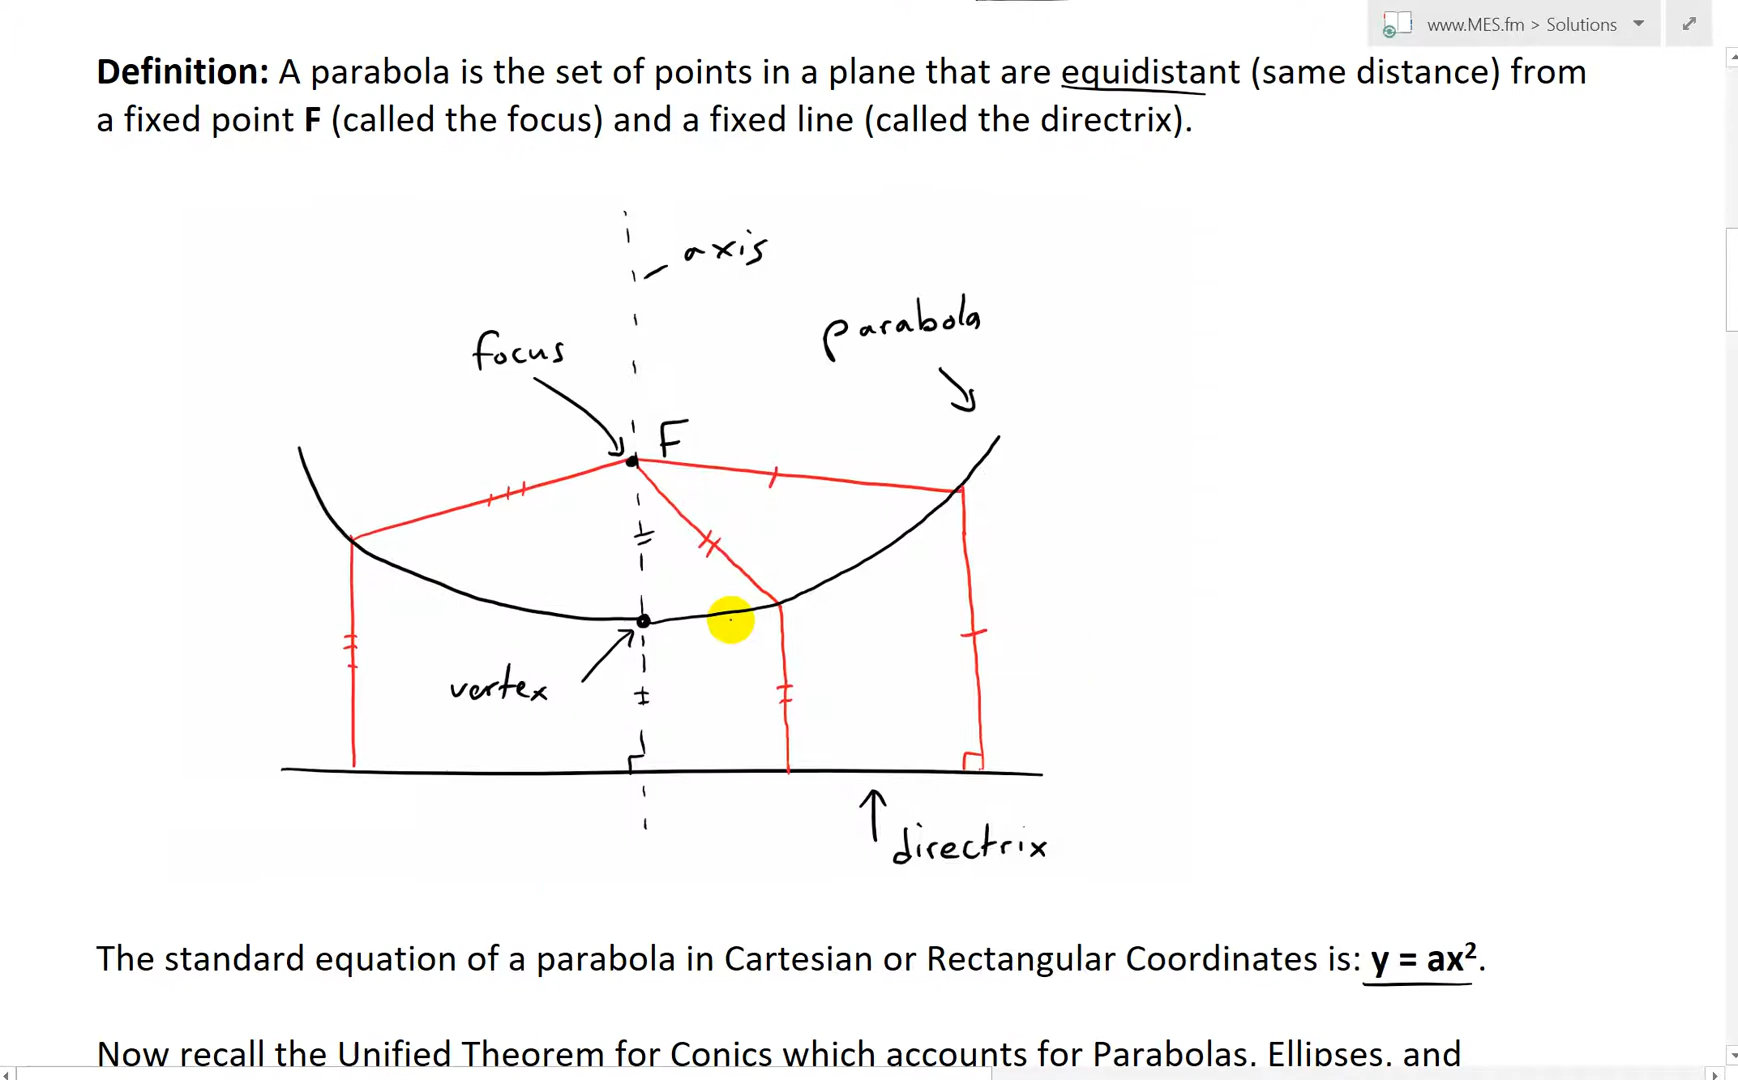 www.MES.fm > Solutions
Definition: A parabola is the set of points in a plane that are equidistant (same distance) from
a fixed point F (called the focus) and a fixed line (called the directrix).
axis
parabola
focus
F
vertex
directrix
The standard equation of a parabola in Cartesian or Rectangular Coordinates is: y = ax².
Now recall the Unified Theorem for Conics which accounts for Parabolas, Ellipses, and